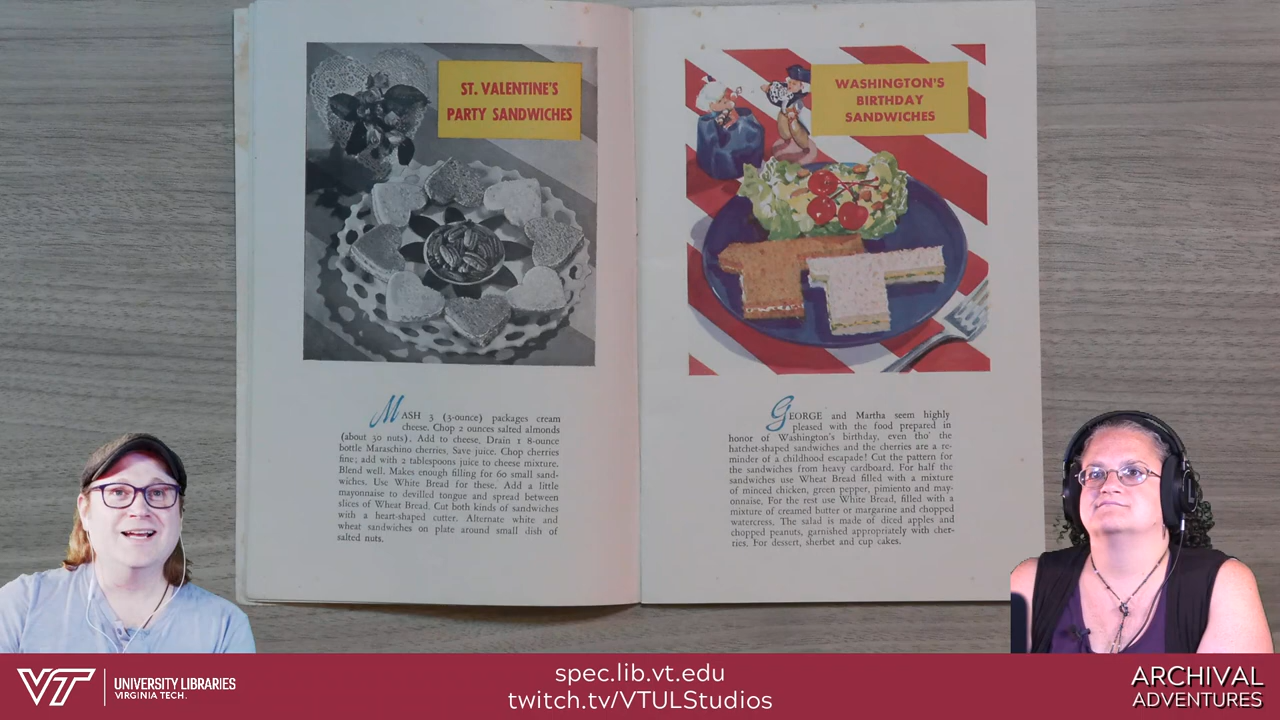 ST. VALENTINE'S
PARTY SANDWICHES
MASH 3 (3-ounce) packages cream
cheese. Chop 2 ounces salted almonds
(about 30 nuts). Add to cheese. Drain 1 8-ounce
bottle Maraschino cherries. Save juice. Chop cherries
fine; add with 2 tablespoons juice to cheese mixture.
Blend well. Makes enough filling for 60 small sand-
wiches. Use White Bread for these. Add a little
mayonnaise to devilled tongue and spread between
slices of Wheat Bread. Cut both kinds of sandwiches
with a heart-shaped cutter. Alternate white and
wheat sandwiches on plate around small dish of
salted nuts.
WASHINGTON'S
BIRTHDAY
SANDWICHES
GEORGE and Martha seem highly
pleased with the food prepared in
honor of Washington's birthday, even tho' the
hatchet-shaped sandwiches and the cherries are a re-
minder of a childhood escapade! Cut the pattern for
the sandwiches from heavy cardboard. For half the
sandwiches use Wheat Bread filled with a mixture
of minced chicken, green pepper, pimiento and may-
onnaise. For the rest use White Bread, filled with a
mixture of creamed butter or margarine and chopped
watercress. The salad is made of diced apples and
chopped peanuts, garnished appropriately with cher-
ries. For dessert, sherbet and cup cakes.
VT UNIVERSITY LIBRARIES
VIRGINIA TECH.
spec.lib.vt.edu
twitch.tv/VTULStudios
ARCHIVAL
ADVENTURES